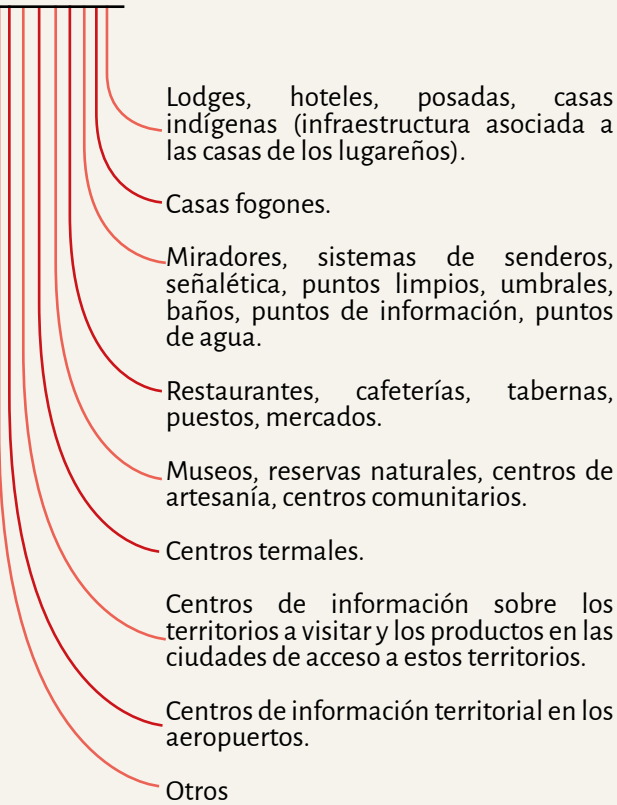 Lodges, hoteles, posadas, casas
indígenas (infraestructura asociada a
las casas de los lugareños).
Casas fogones.
Miradores, sistemas de senderos,
señalética, puntos limpios, umbrales,
baños, puntos de información, puntos
de agua.
Restaurantes, cafeterías, tabernas,
puestos, mercados.
Museos, reservas naturales, centros de
artesanía, centros comunitarios.
Centros termales.
Centros de información sobre los
territorios a visitar y los productos en las
ciudades de acceso a estos territorios.
Centros de información territorial en los
aeropuertos.
Otros